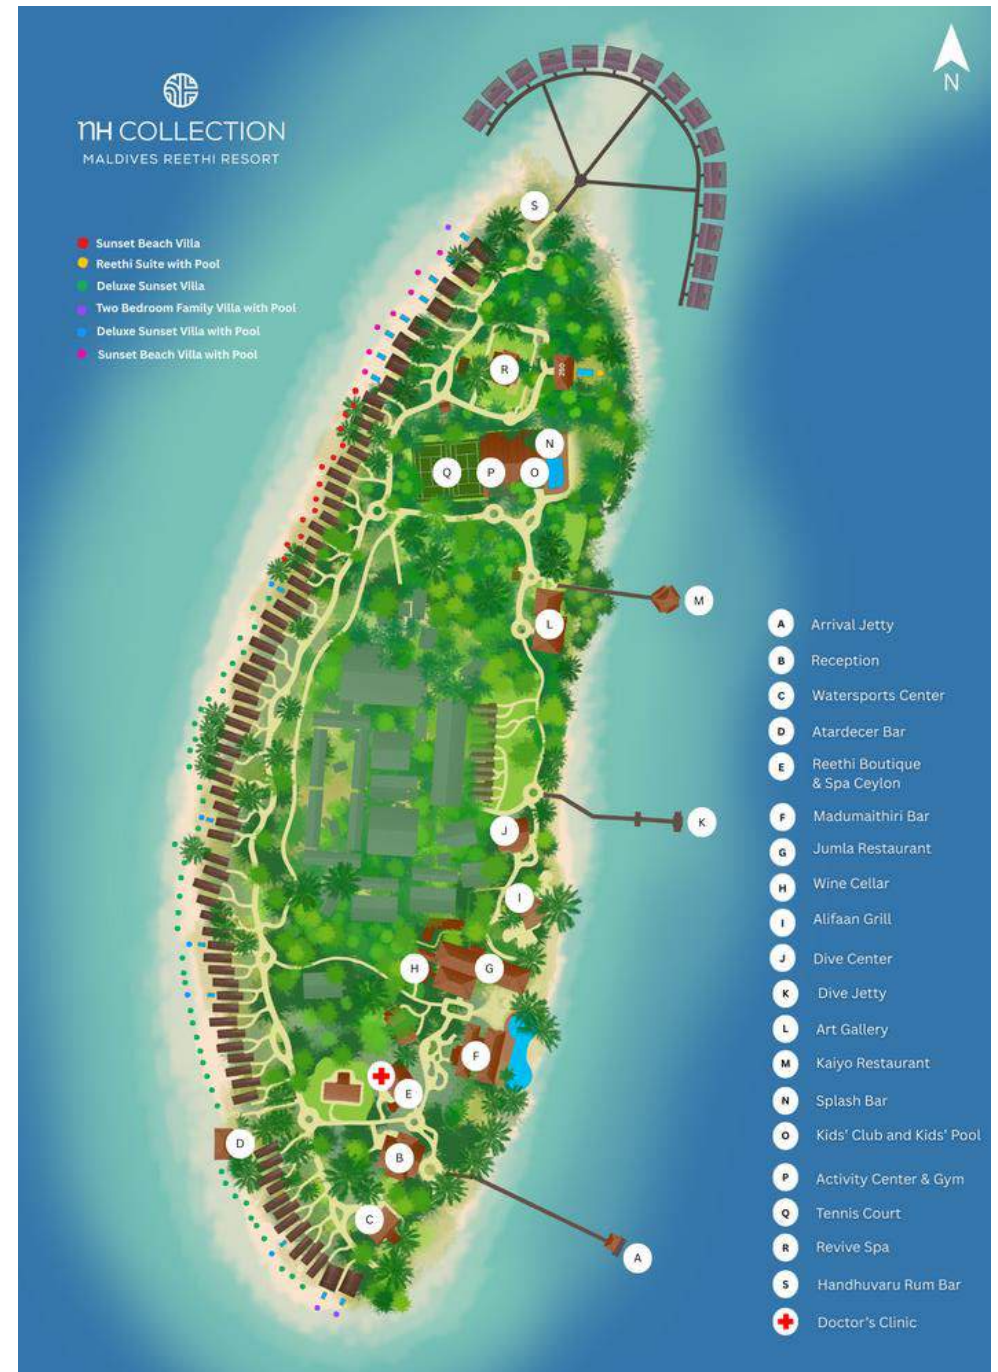 N
NH COLLECTION
MALDIVES REETHI RESORT
Sunset Beach Villa
Reethi Suite with Pool
Deluxe Sunset Villa
Two Bedroom Family Villa with Pool
Deluxe Sunset Villa with Pool
Sunset Beach Villa with Pool
S
R
250
N
Q
P
O
M
L
K
J
I
H
G
F
E
D
B
C
A
A Arrival Jetty
B Reception
C Watersports Center
D Atardecer Bar
E Reethi Boutique
& Spa Ceylon
F Madumaithiri Bar
G Jumla Restaurant
H Wine Cellar
I Alifaan Grill
J Dive Center
K Dive Jetty
L Art Gallery
M Kaiyo Restaurant
N Splash Bar
O Kids' Club and Kids' Pool
P Activity Center & Gym
Q Tennis Court
R Revive Spa
S Handhuvaru Rum Bar
Doctor's Clinic